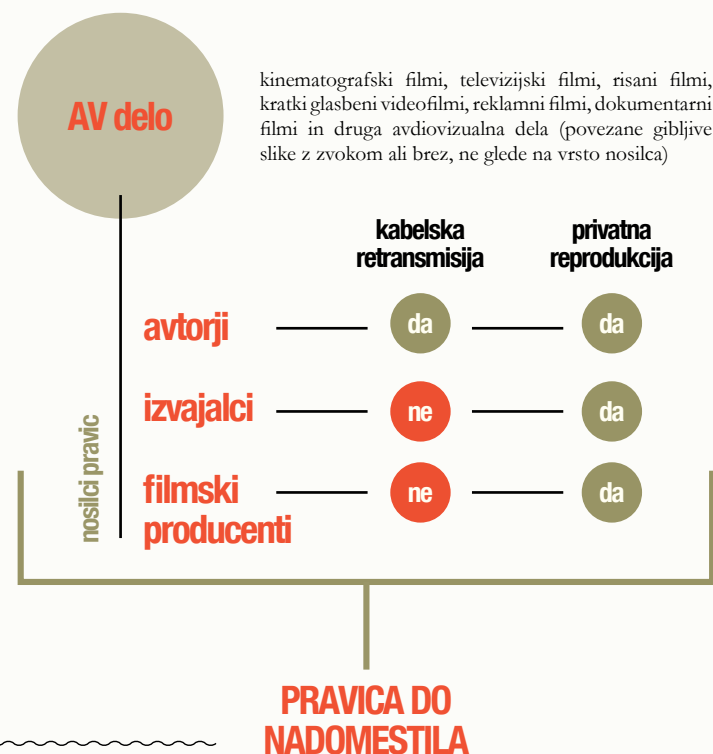 AV delo
kinematografski filmi, televizijski filmi, risani filmi,
kratki glasbeni videofilmi, reklamni filmi, dokumentarni
filmi in druga avdiovizualna dela (povezane gibljive
slike z zvokom ali brez, ne glede na vrsto nosilca)
kabelska
retransmisija
privatna
reprodukcija
nosilci pravic
avtorji
da
da
izvajalci
ne
da
filmski
producenti
ne
da
PRAVICA DO
NADOMESTILA